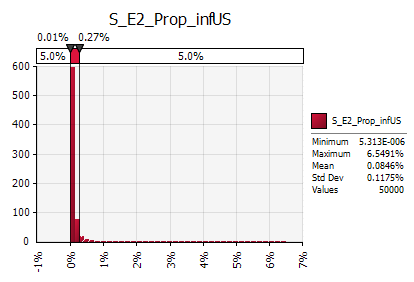 S_E2_Prop_infUS
0.01% 0.27%
5.0% 5.0%
600
500
400
300
200
100
0
-1% 0% 1% 2% 3% 4% 5% 6% 7%
S_E2_Prop_infUS
Minimum 5.313E-006
Maximum 6.5491%
Mean 0.0846%
Std Dev 0.1175%
Values 50000